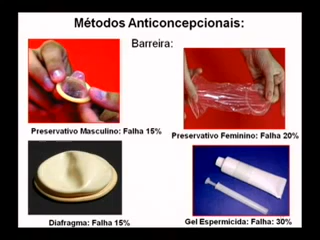 Métodos Anticoncepcionais:
Barreira:
Preservativo Masculino: Falha 15%
Preservativo Feminino: Falha 20%
Diafragma: Falha 15%
Gel Espermicida: Falha: 30%